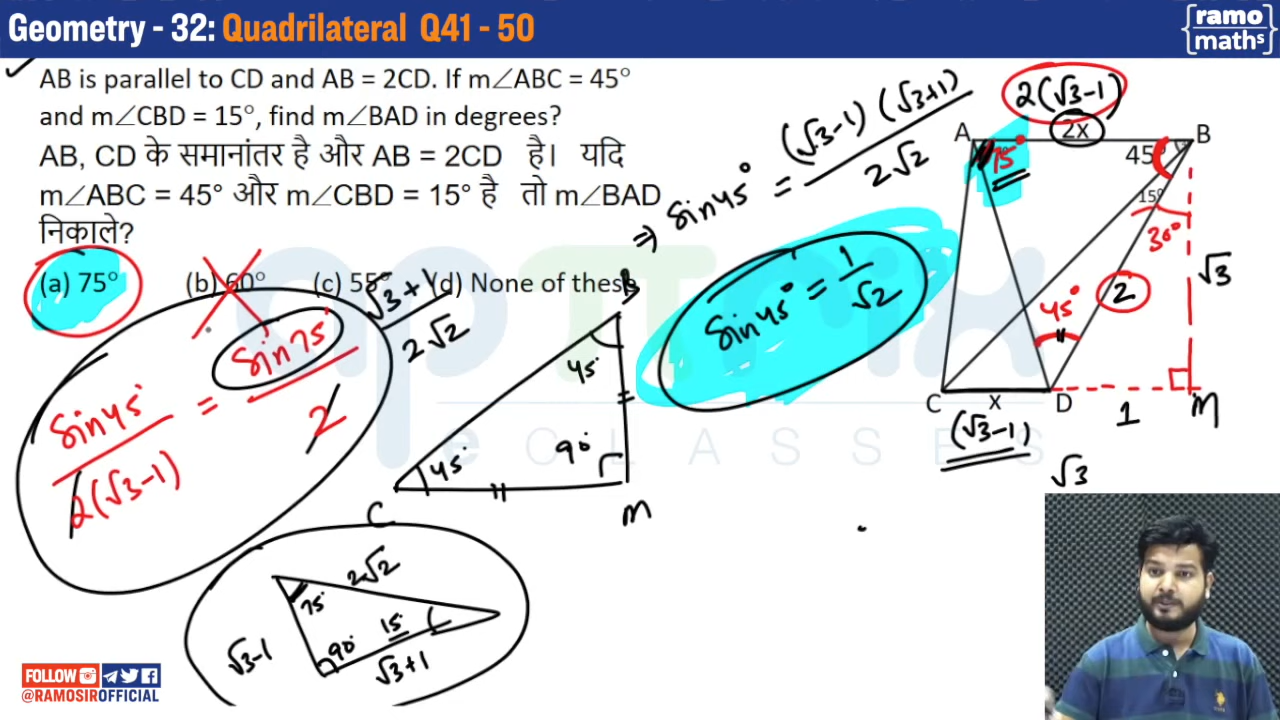 Geometry - 32: Quadrilateral Q41 - 50
{ramo maths}
AB is parallel to CD and AB = 2CD. If m∠ABC = 45°
and m∠CBD = 15°, find m∠BAD in degrees?
AB, CD के समानांतर है और AB = 2CD है। यदि
m∠ABC = 45° और m∠CBD = 15° है तो m∠BAD
निकाले?
(a) 75° (b) 60° (c) 55° (d) None of these
sin45° / 2(√3-1) = sin75° / 2
√3+1 / 2√2
⇒ sin45° = (√3-1)(√3+1) / 2√2
sin45° = 1/√2
2(√3-1)
A 2x B
75° 45°
15°
30°
√3
45° 2
C x D M
(√3-1) 1
√3
B
45°
90°
45°
C M
2√2
75°
15°
90°
√3-1
√3+1
eCLASSES
FOLLOW
@RAMOSIROFFICIAL